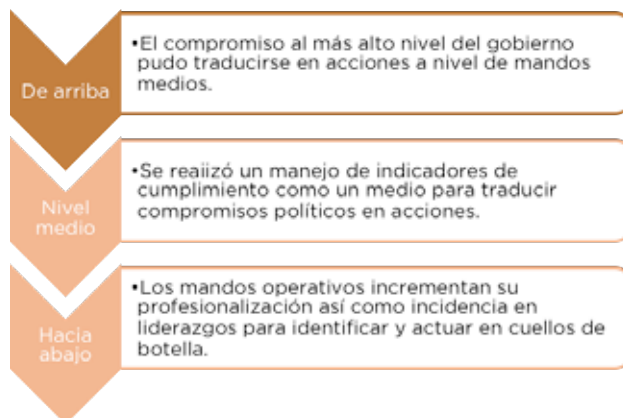 De arriba
•El compromiso al más alto nivel del gobierno
pudo traducirse en acciones a nivel de mandos
medios.
Nivel
medio
•Se reaiizó un manejo de indicadores de
cumplimiento como un medio para traducir
compromisos políticos en acciones.
Hacia
abajo
•Los mandos operativos incrementan su
profesionalización así como incidencia en
liderazgos para identificar y actuar en cuellos de
botella.